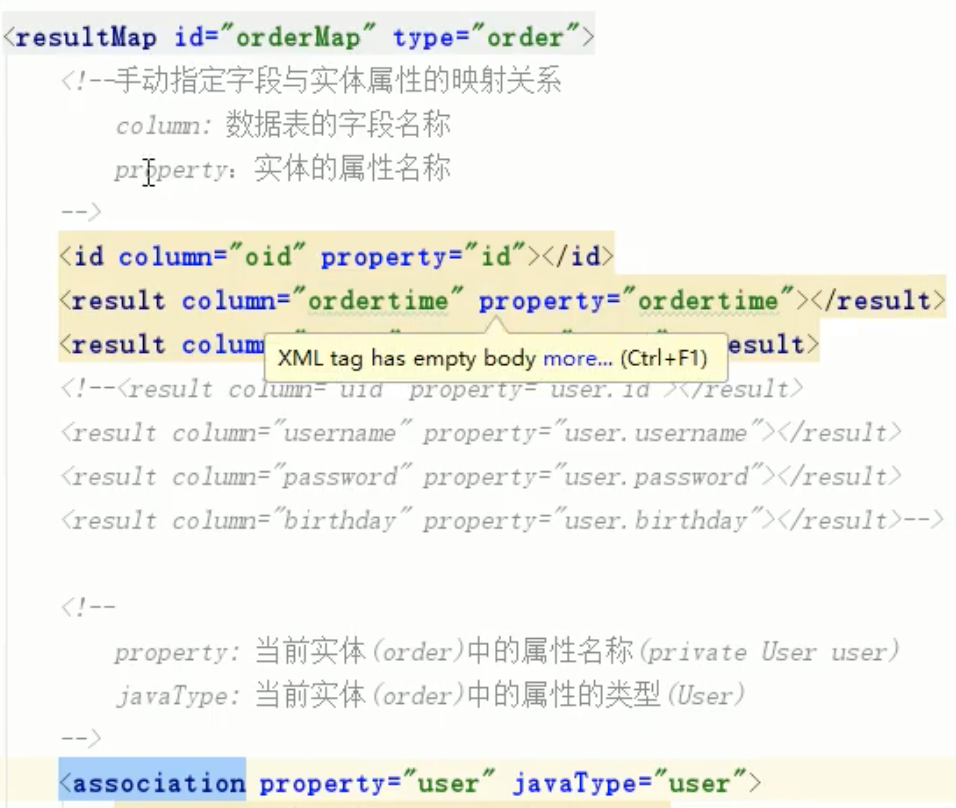 <resultMap id="orderMap" type="order">
<!--手动指定字段与实体属性的映射关系
column: 数据表的字段名称
property：实体的属性名称
-->
<id column="oid" property="id"></id>
<result column="ordertime" property="ordertime"></result>
<result colum esult>
XML tag has empty body more... (Ctrl+F1)
<!--<result column="uid" property="user.id"></result>
<result column="username" property="user.username"></result>
<result column="password" property="user.password"></result>
<result column="birthday" property="user.birthday"></result>-->
<!--
property: 当前实体(order)中的属性名称(private User user)
javaType: 当前实体(order)中的属性的类型(User)
-->
<association property="user" javaType="user">